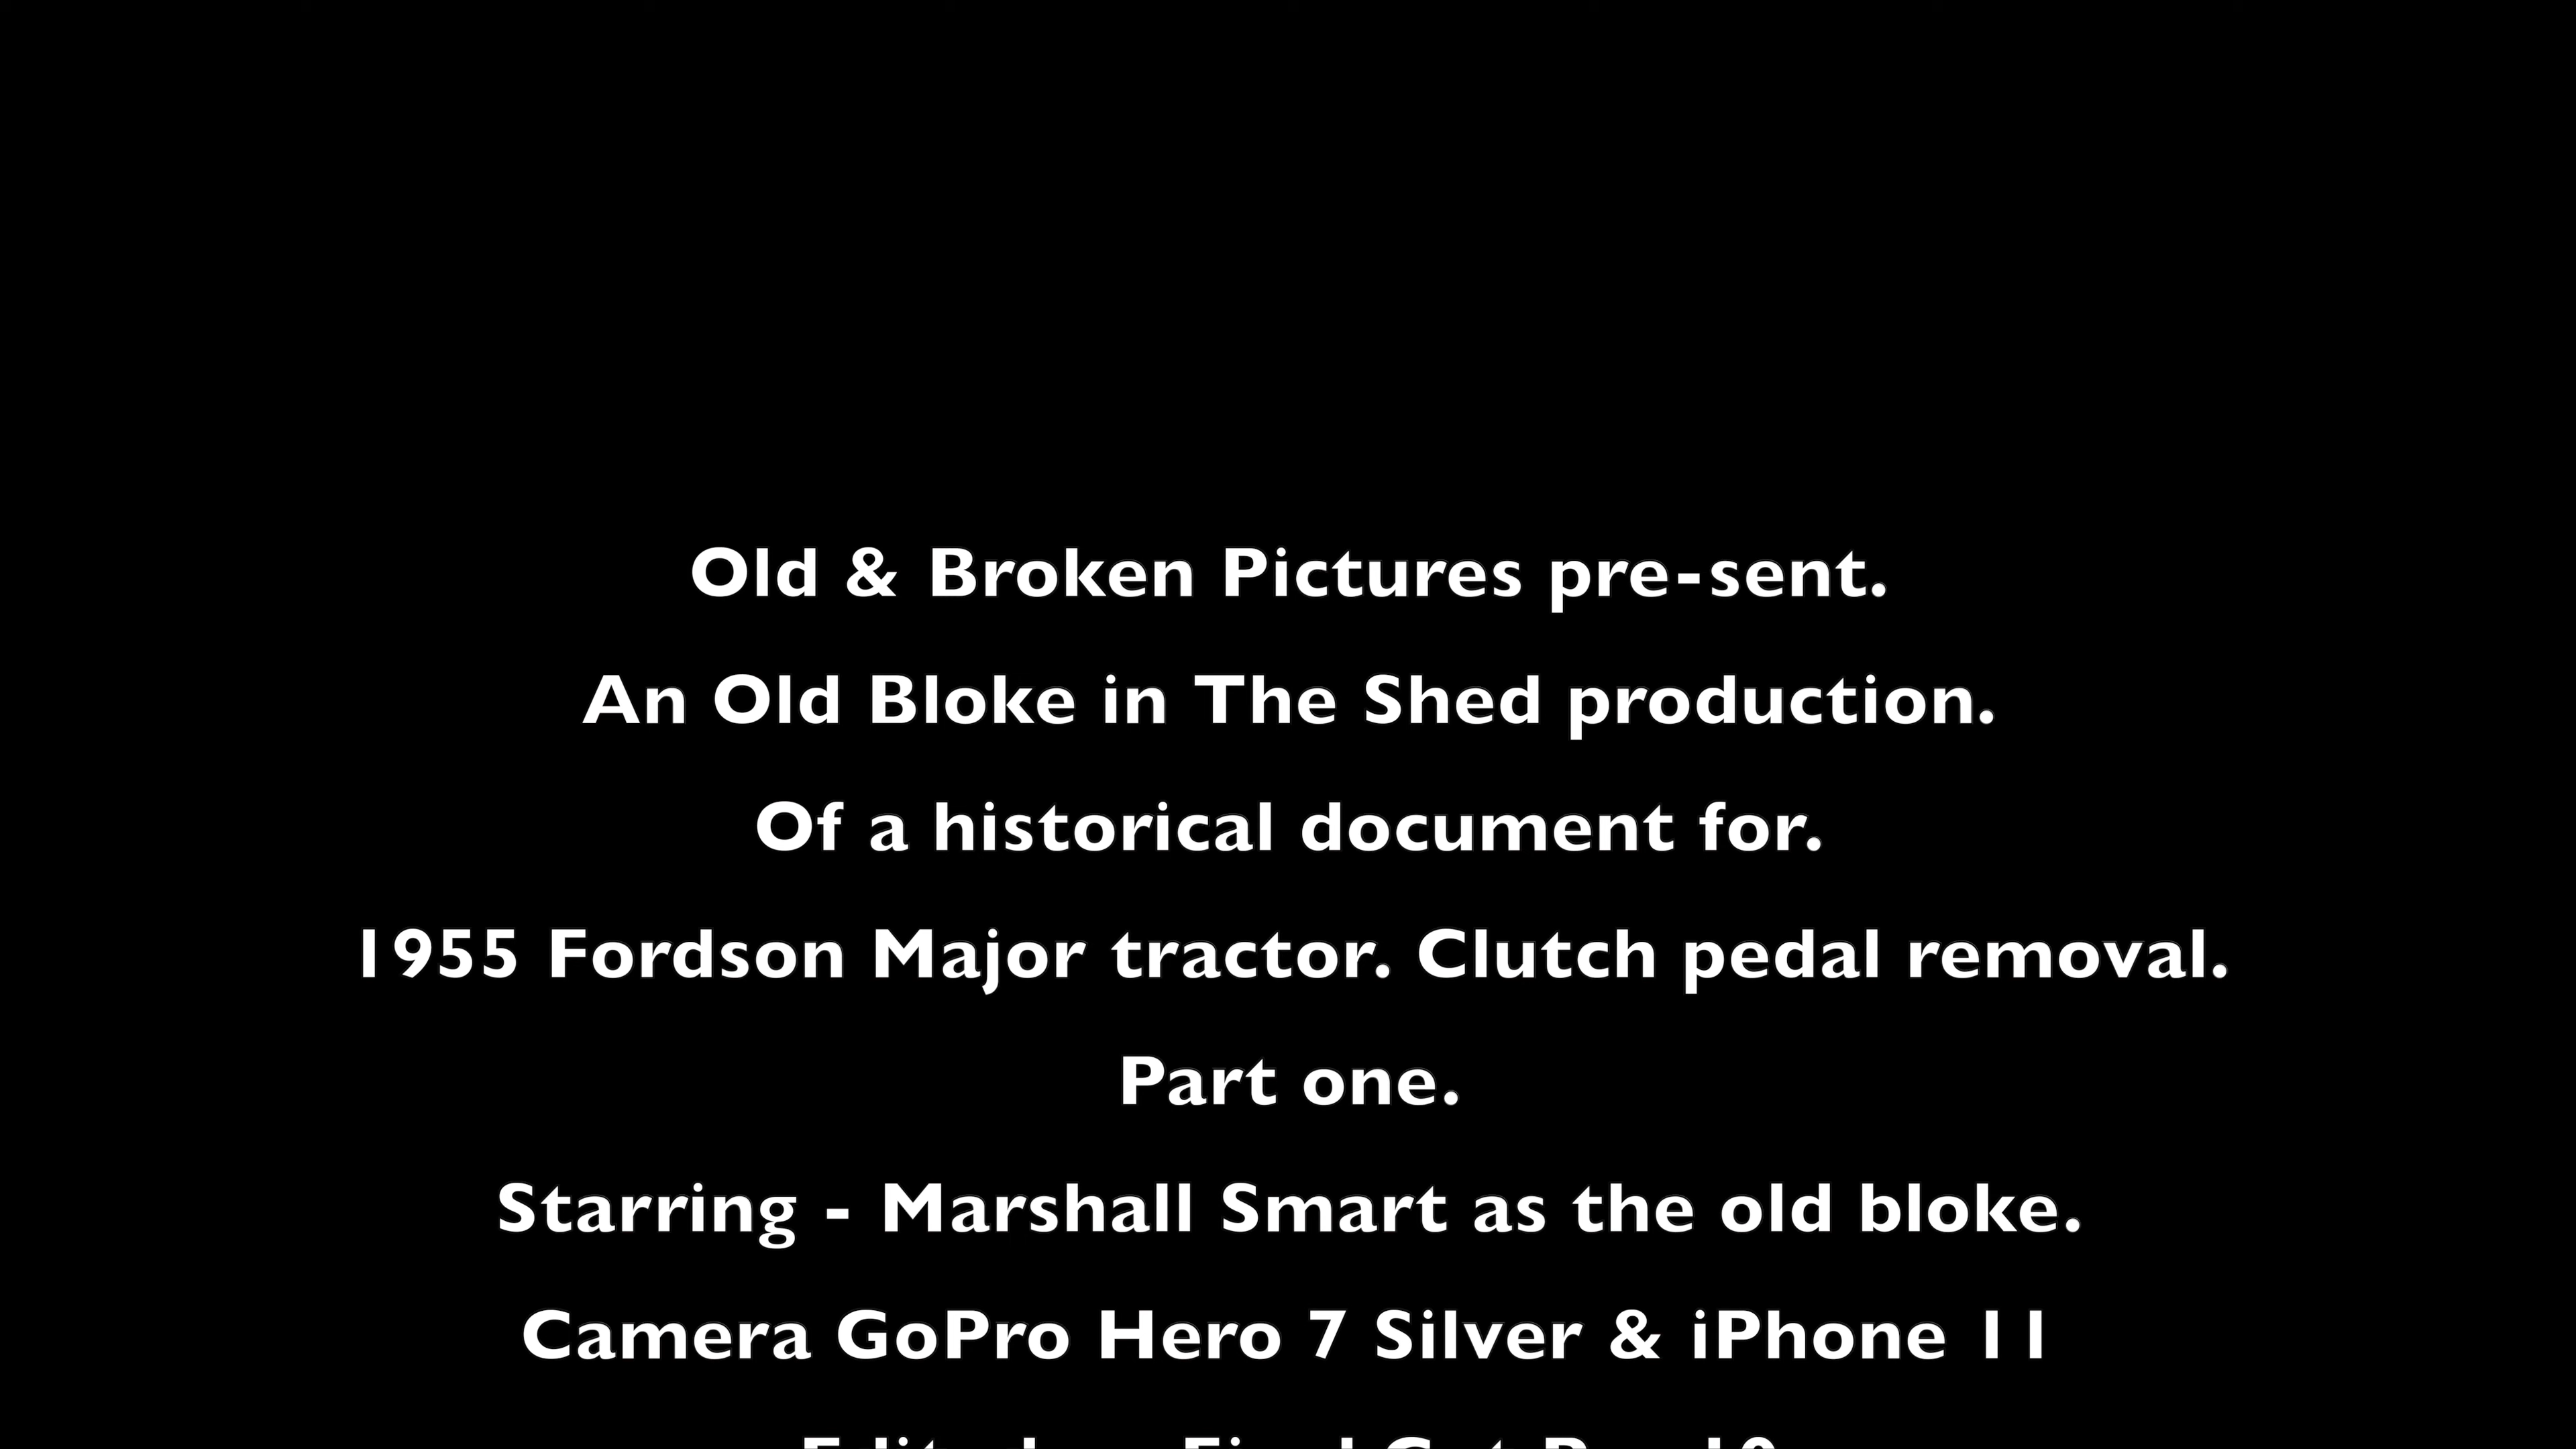 Old & Broken Pictures pre-sent.
An Old Bloke in The Shed production.
Of a historical document for.
1955 Fordson Major tractor. Clutch pedal removal.
Part one.
Starring - Marshall Smart as the old bloke.
Camera GoPro Hero 7 Silver & iPhone 11